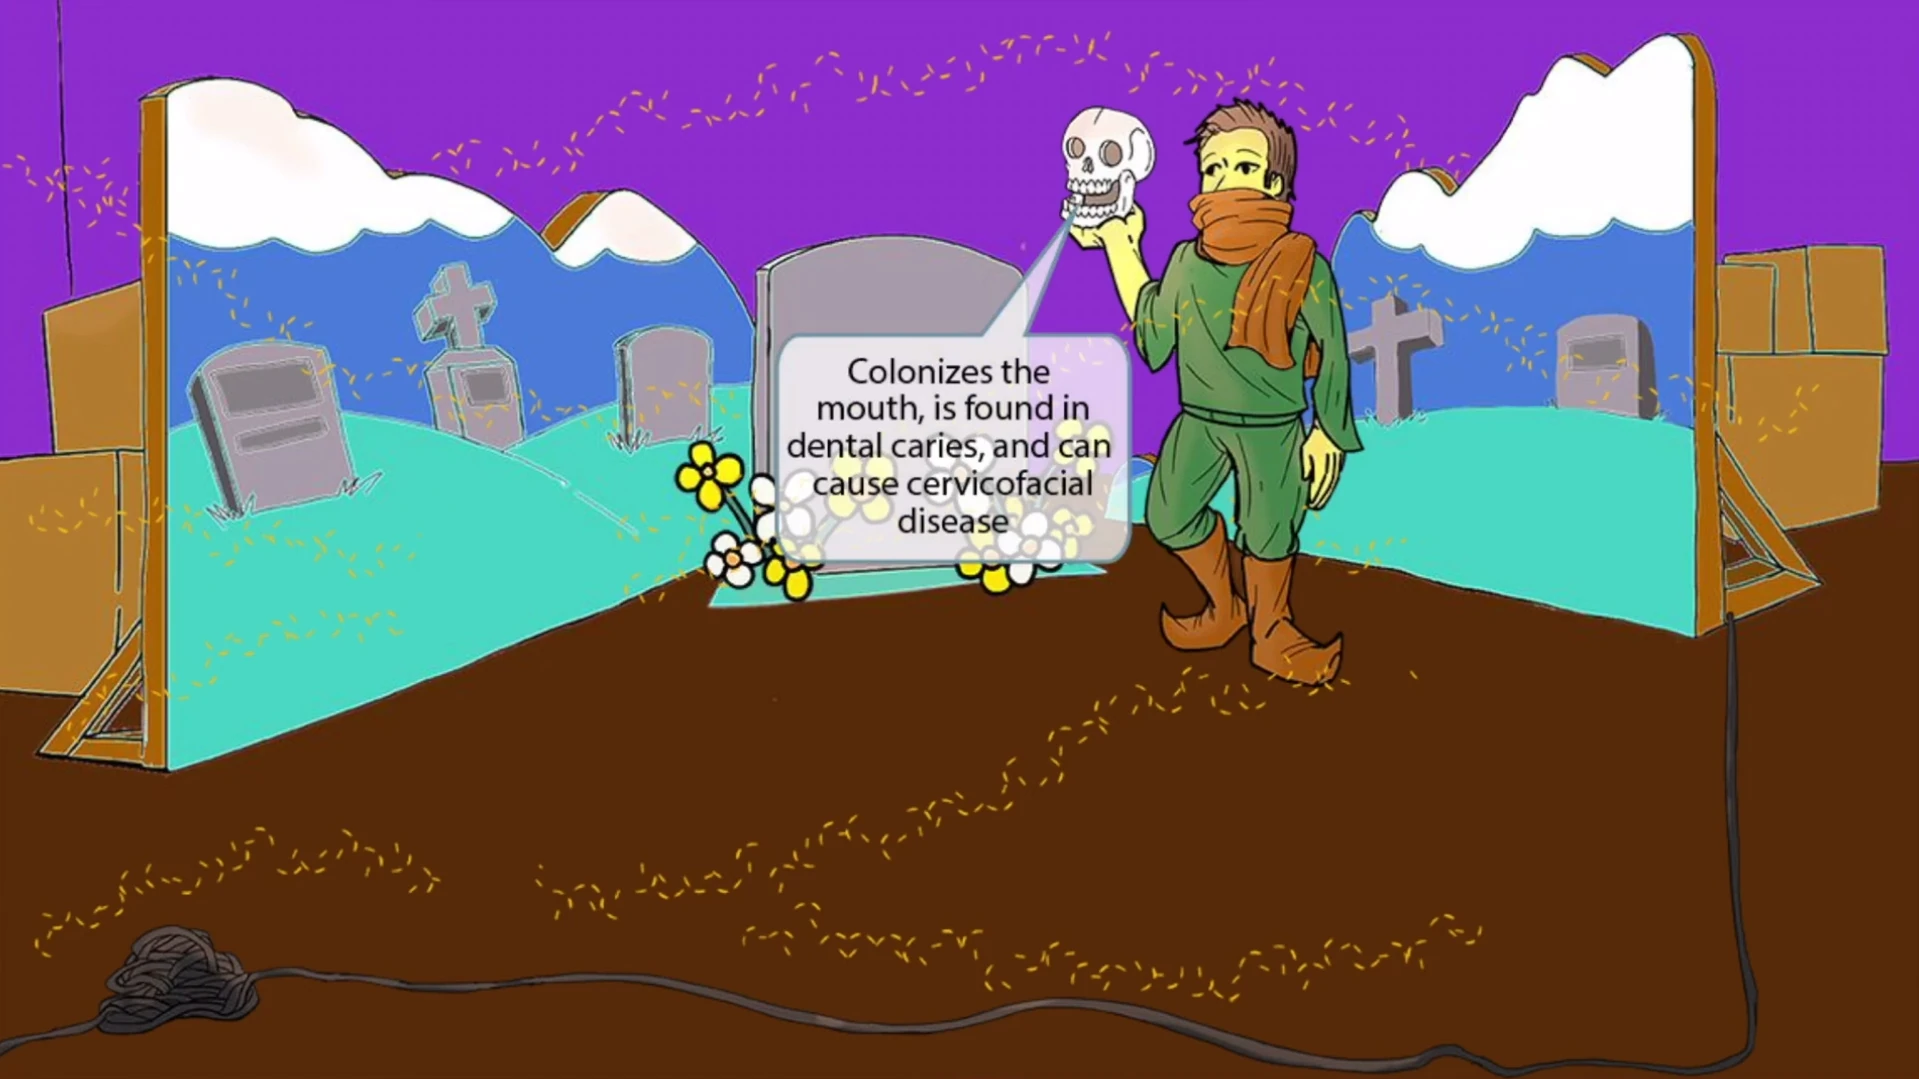 Colonizes the
mouth, is found in
dental caries, and can
cause cervicofacial
disease